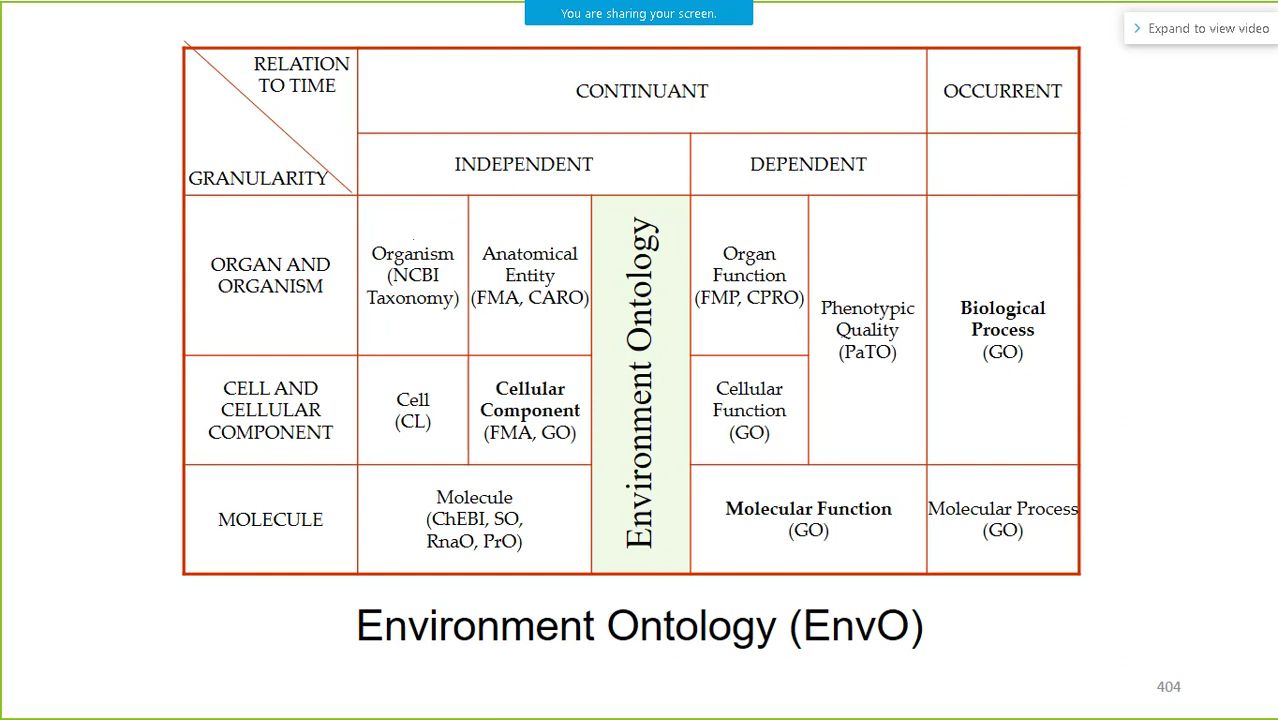 You are sharing your screen.
Expand to view video
RELATION
TO TIME
GRANULARITY
CONTINUANT
OCCURRENT
INDEPENDENT
DEPENDENT
ORGAN AND
ORGANISM
Organism
(NCBI
Taxonomy)
Anatomical
Entity
(FMA, CARO)
Environment Ontology
Organ
Function
(FMP, CPRO)
Phenotypic
Quality
(PaTO)
Biological
Process
(GO)
CELL AND
CELLULAR
COMPONENT
Cell
(CL)
Cellular
Component
(FMA, GO)
Cellular
Function
(GO)
MOLECULE
Molecule
(ChEBI, SO,
RnaO, PrO)
Molecular Function
(GO)
Molecular Process
(GO)
Environment Ontology (EnvO)
404